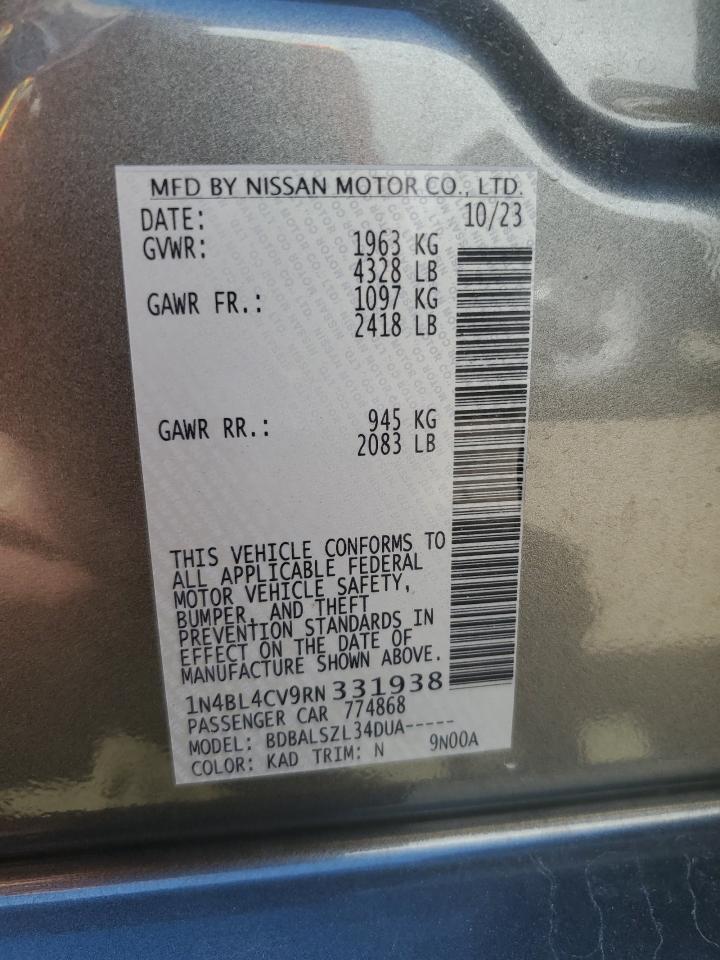 MFD BY NISSAN MOTOR CO., LTD.
DATE: 10/23
GVWR: 1963 KG
4328 LB
GAWR FR.: 1097 KG
2418 LB
GAWR RR.: 945 KG
2083 LB
THIS VEHICLE CONFORMS TO
ALL APPLICABLE FEDERAL
MOTOR VEHICLE SAFETY,
BUMPER, AND THEFT
PREVENTION STANDARDS IN
EFFECT ON THE DATE OF
MANUFACTURE SHOWN ABOVE.
1N4BL4CV9RN 331938
PASSENGER CAR 774868
MODEL: BDBALSZL34DUA-----
COLOR: KAD TRIM: N 9N00A